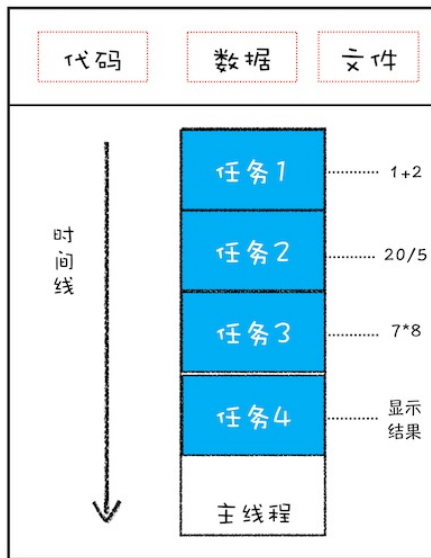 代码 数据 文件
任务1 1+2
时间线
任务2 20/5
任务3 7*8
任务4 显示
结果
主线程